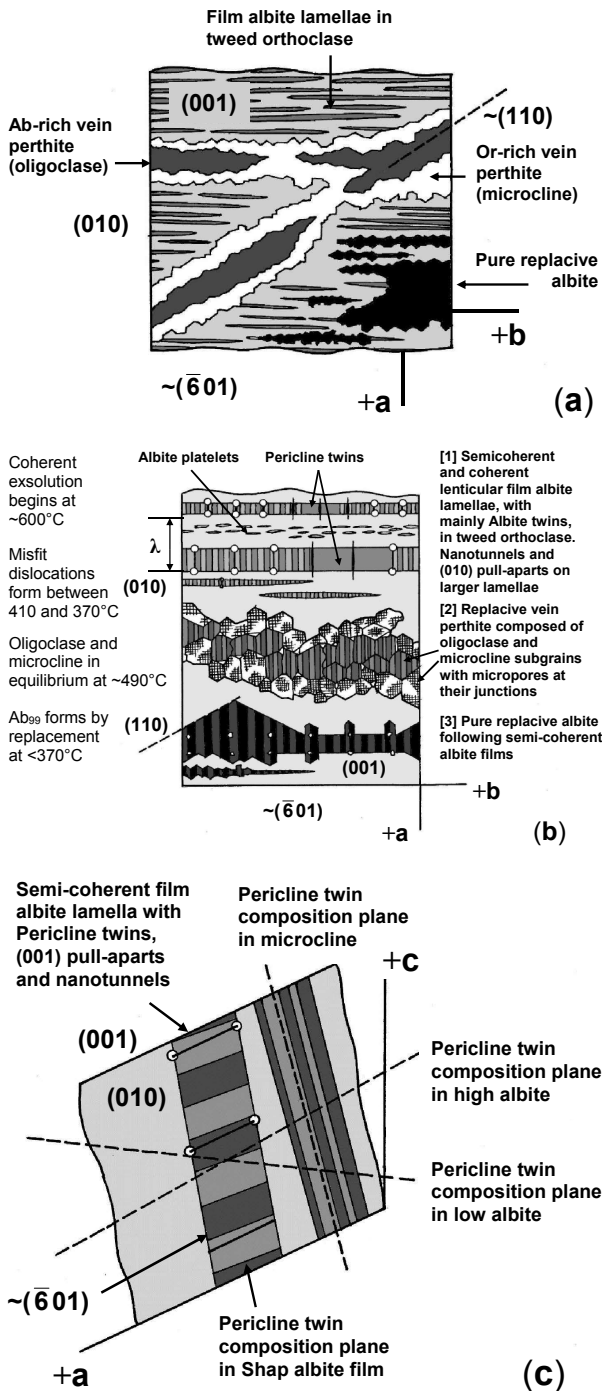 Film albite lamellae in
tweed orthoclase
(001)
~(110)
Ab-rich vein
perthite
(oligoclase)
Or-rich vein
perthite
(microcline)
(010)
Pure replacive
albite
+b
~(6̅01)
+a
(a)
Coherent
exsolution
begins at
~600°C
Albite platelets
Pericline twins
[1] Semicoherent
and coherent
lenticular film albite
lamellae, with
mainly Albite twins,
in tweed orthoclase.
Nanotunnels and
(010) pull-aparts on
larger lamellae
λ
Misfit
dislocations
form between
410 and 370°C
(010)
[2] Replacive vein
perthite composed of
oligoclase and
microcline subgrains
with micropores at
their junctions
Oligoclase and
microcline in
equilibrium at ~490°C
Ab99 forms by
replacement
at <370°C
(110)
[3] Pure replacive albite
following semi-coherent
albite films
(001)
+b
~(6̅01)
+a
(b)
Semi-coherent film
albite lamella with
Pericline twins,
(001) pull-aparts
and nanotunnels
Pericline twin
composition plane
in microcline
+c
(001)
(010)
Pericline twin
composition plane
in high albite
Pericline twin
composition plane
in low albite
~(6̅01)
Pericline twin
composition plane
in Shap albite film
+a
(c)